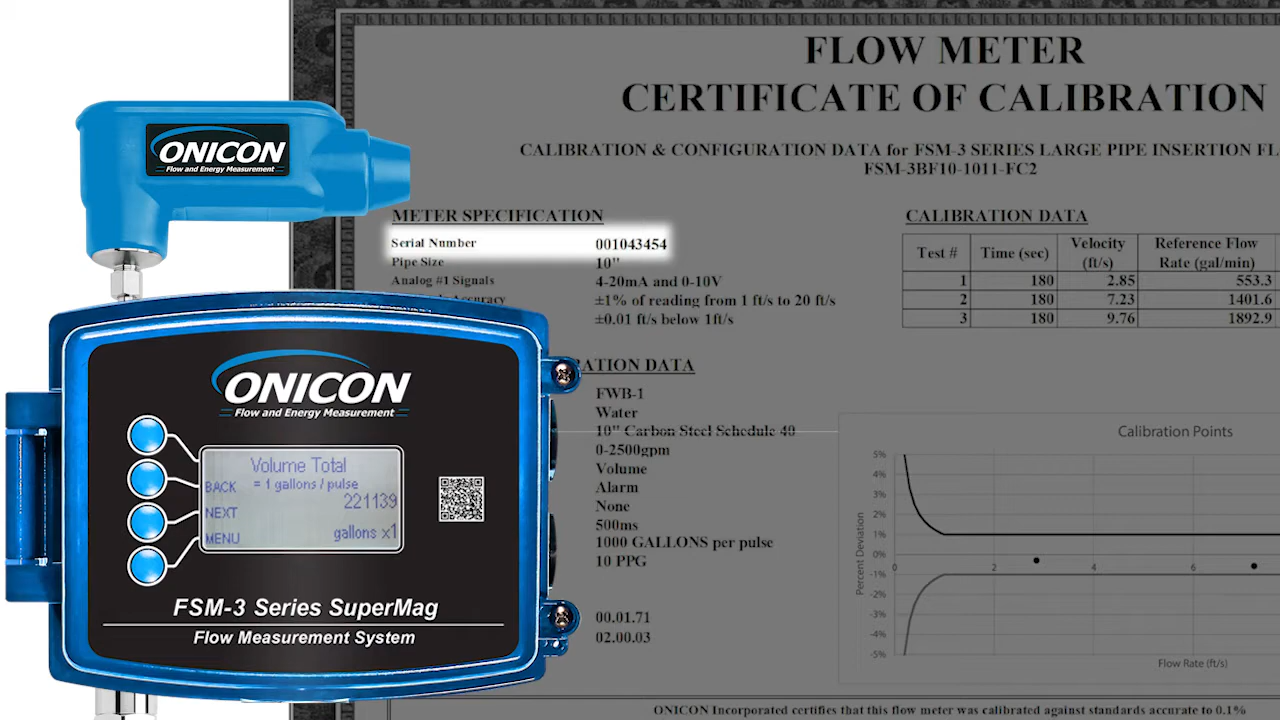 FLOW METER
CERTIFICATE OF CALIBRATION
CALIBRATION & CONFIGURATION DATA for FSM-3 SERIES LARGE PIPE INSERTION
FSM-3BF10-1011-FC2
ONICON
Flow and Energy Measurement
METER SPECIFICATION
Serial Number 001043454
Pipe Size 10"
Analog #1 Signals 4-20mA and 0-10V
±1% of reading from 1 ft/s to 20 ft/s
±0.01 ft/s below 1ft/s
CALIBRATION DATA
Test # Time (sec) Velocity (ft/s) Reference Flow Rate (gal/min)
1 180 2.85 553.3
2 180 7.23 1401.6
3 180 9.76 1892.9
ATION DATA
FWB-1
Water
10" Carbon Steel Schedule 40
0-2500gpm
Volume
Alarm
None
500ms
1000 GALLONS per pulse
10 PPG
00.01.71
02.00.03
ONICON
Flow and Energy Measurement
Volume Total
= 1 gallons / pulse
BACK
221139
NEXT
gallons x1
MENU
FSM-3 Series SuperMag
Flow Measurement System
Calibration Points
Percent Deviation
5%
4%
3%
2%
1%
0%
-1%
-2%
-3%
-4%
-5%
0 2 4 6
Flow Rate (ft/s)
ONICON Incorporated certifies that this flow meter was calibrated against standards accurate to 0.1%